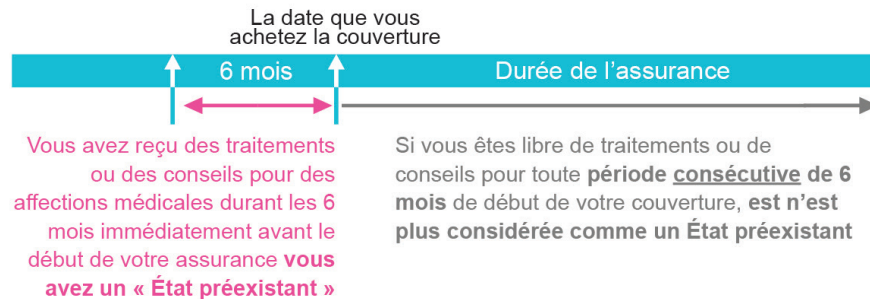 La date que vous
achetez la couverture
6 mois
Durée de l’assurance
Vous avez reçu des traitements
ou des conseils pour des
affections médicales durant les 6
mois immédiatement avant le
début de votre assurance vous
avez un « État préexistant »
Si vous êtes libre de traitements ou de
conseils pour toute période consécutive de 6
mois de début de votre couverture, est n’est
plus considérée comme un État préexistant